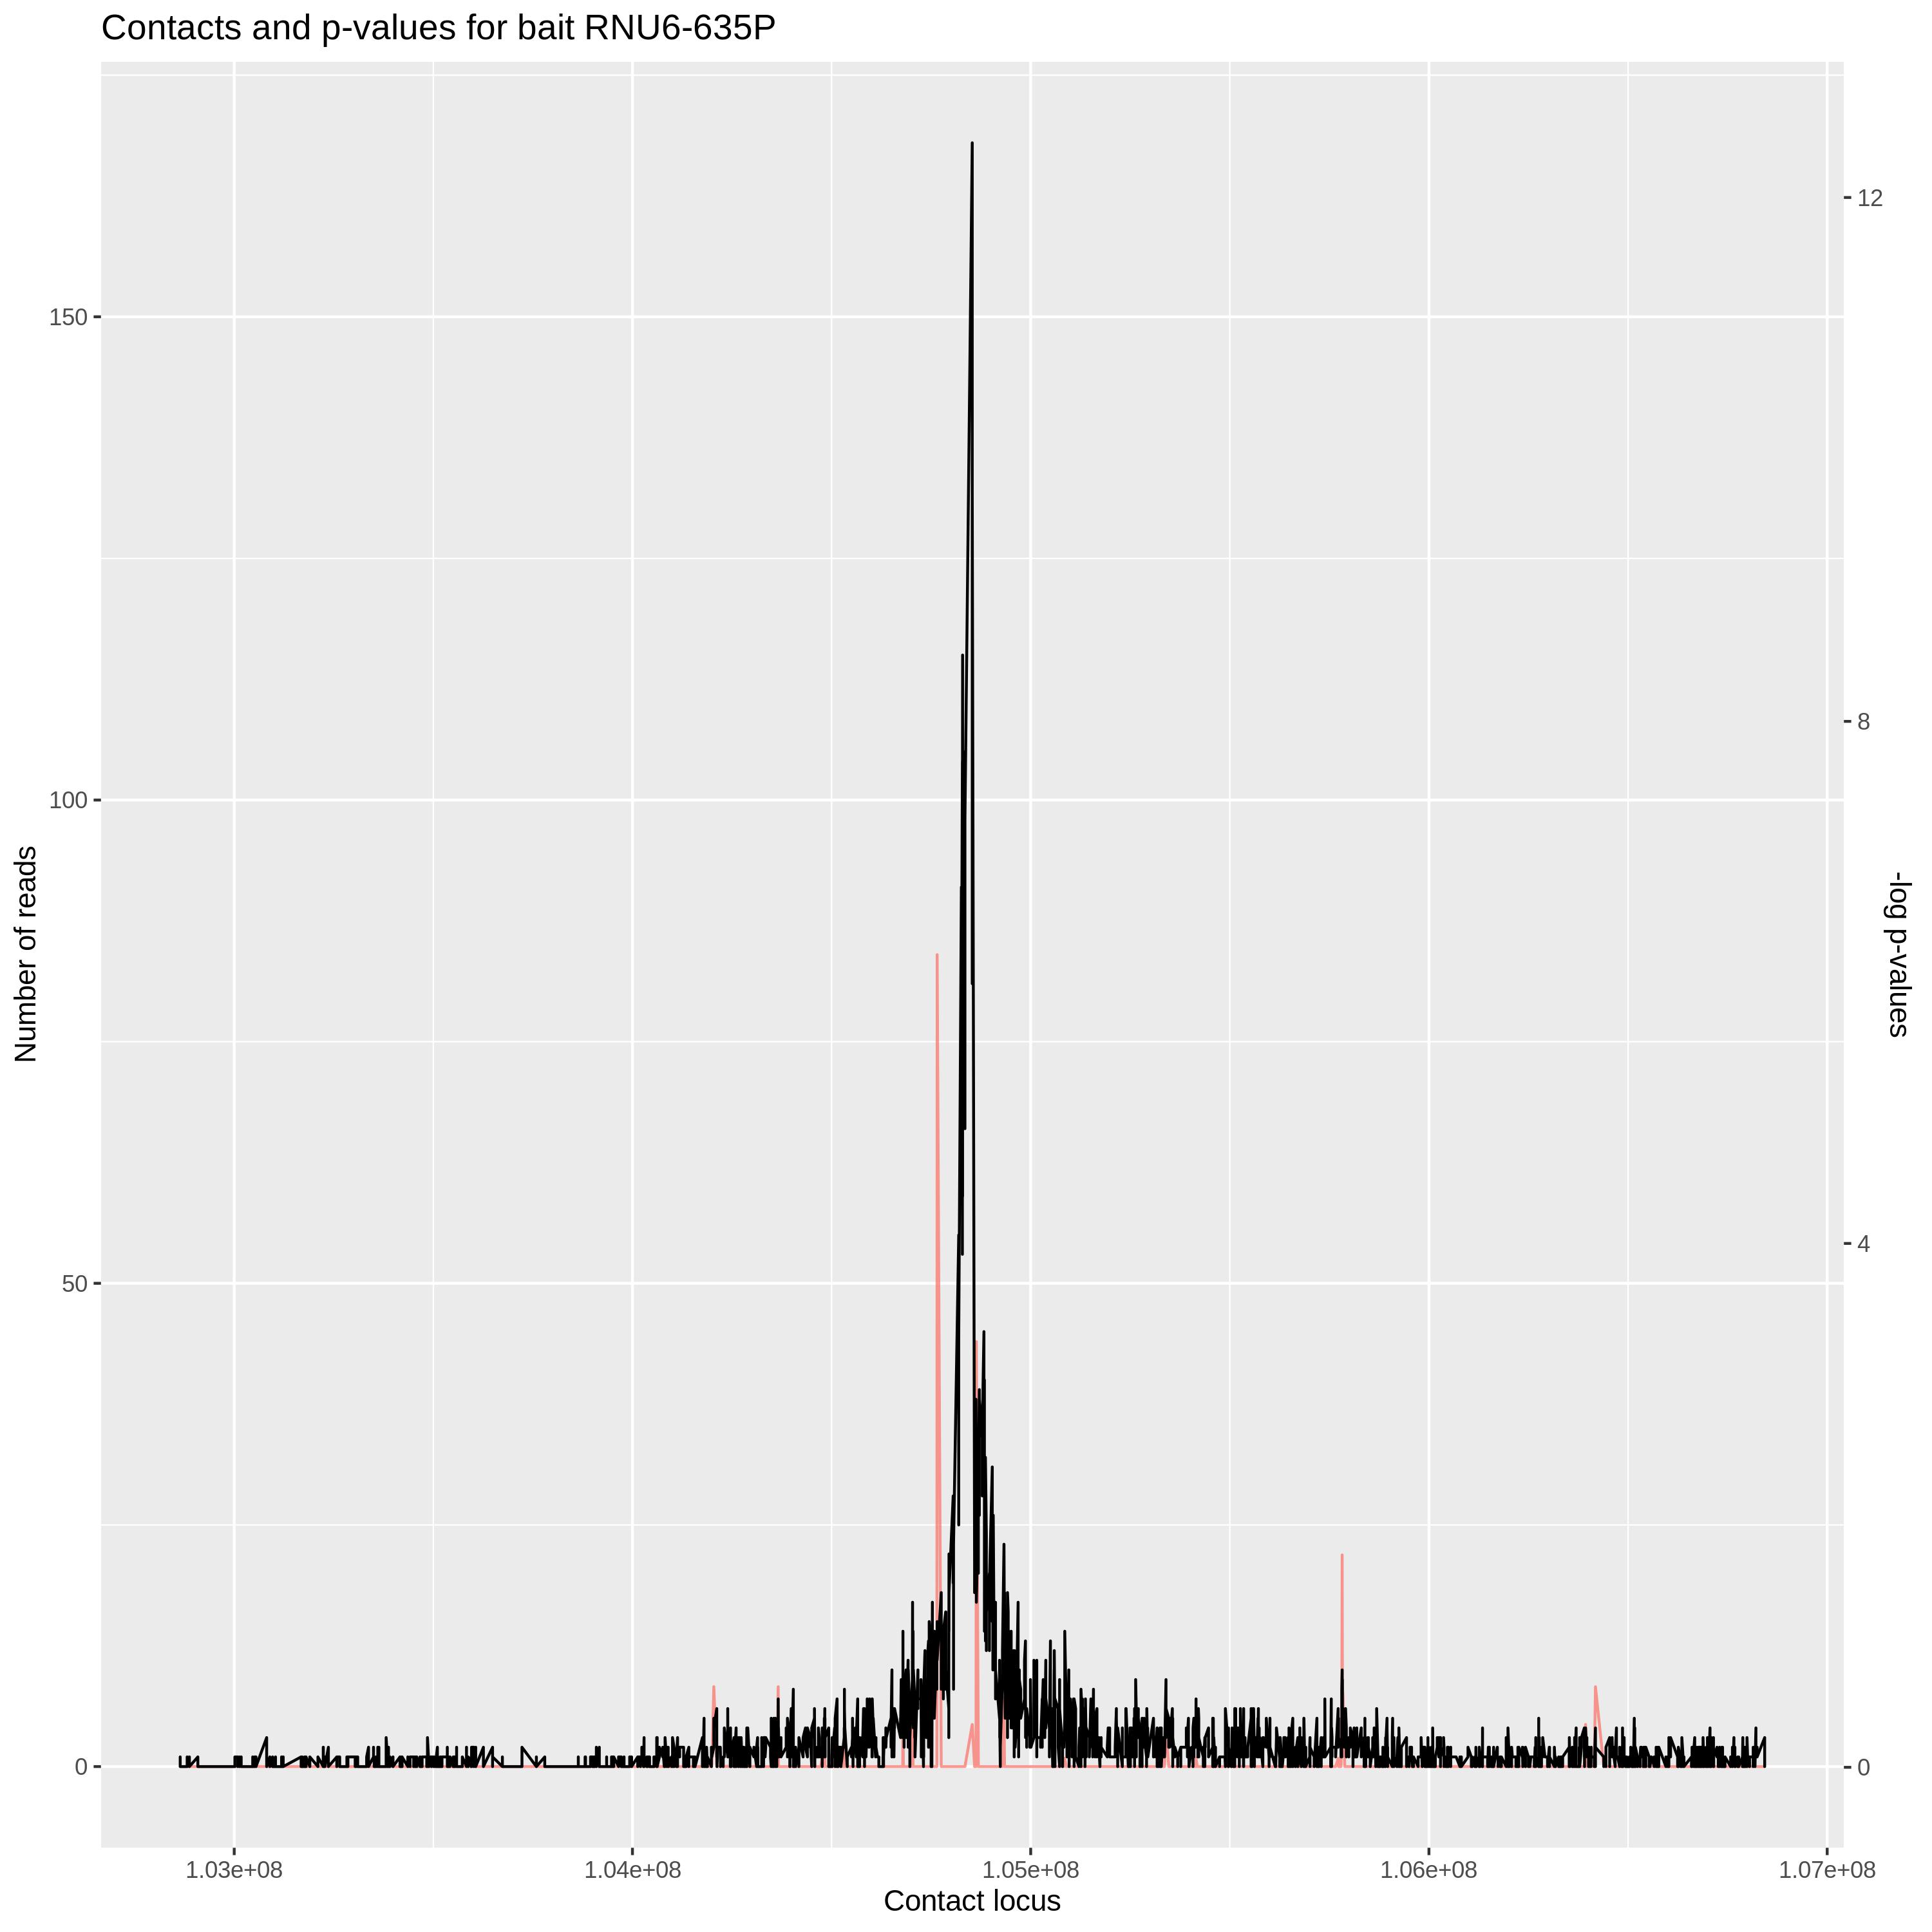 Contacts and p-values for bait RNU6-635P
150
100
50
0
Number of reads
12
8
4
0
-log p-values
1.03e+08
1.04e+08
1.05e+08
1.06e+08
1.07e+08
Contact locus